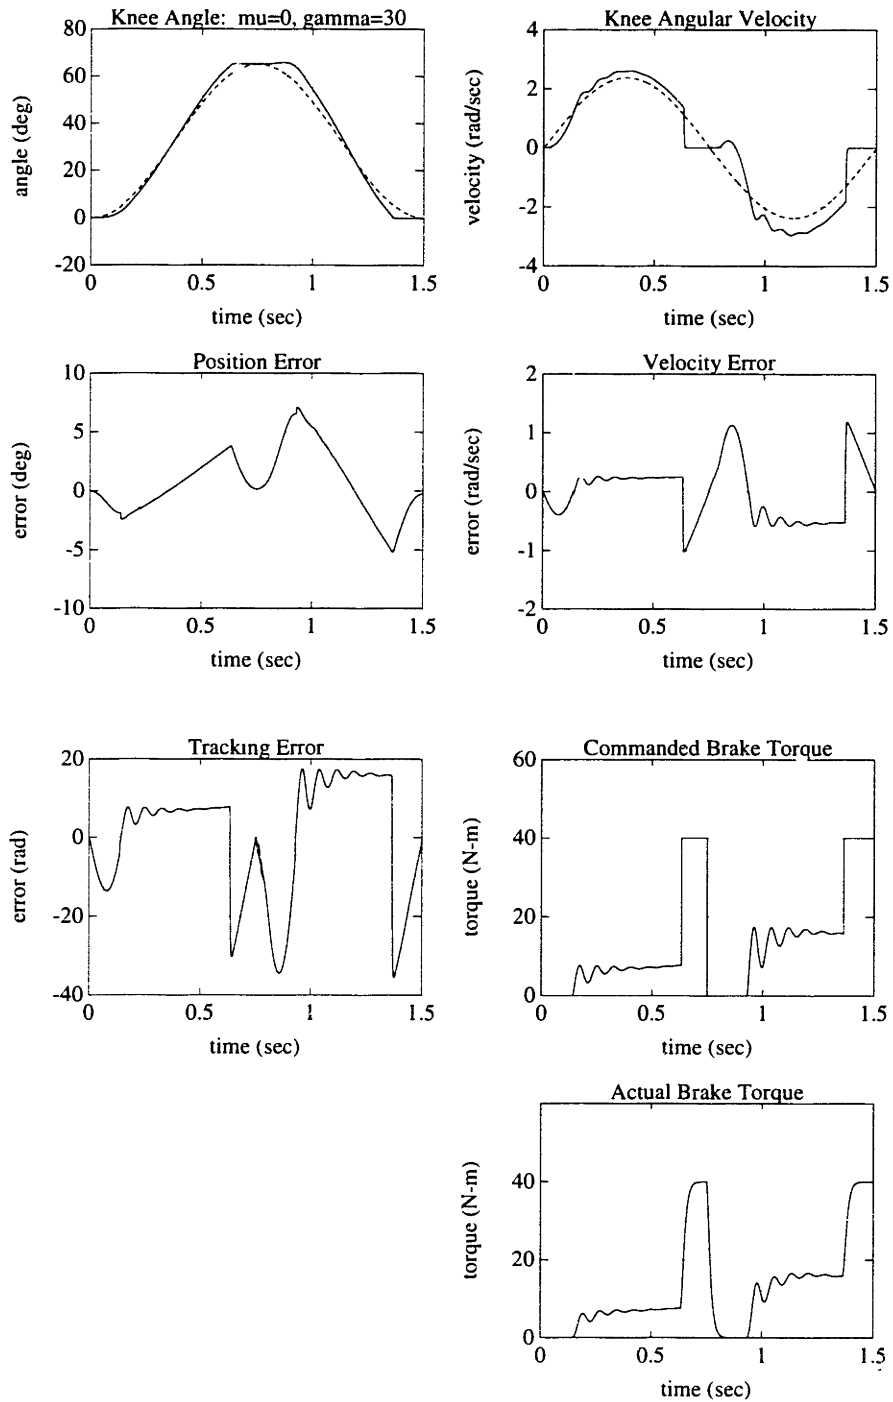 Knee Angle: mu=0, gamma=30
80
60
40
20
0
-20
angle (deg)
0
0.5
1
1.5
time (sec)
Knee Angular Velocity
4
2
0
-2
-4
velocity (rad/sec)
0
0.5
1
1.5
time (sec)
Position Error
10
5
0
-5
-10
error (deg)
0
0.5
1
1.5
time (sec)
Velocity Error
2
1
0
-1
-2
error (rad/sec)
0
0.5
1
1.5
time (sec)
Tracking Error
20
0
-20
-40
error (rad)
0
0.5
1
1.5
time (sec)
Commanded Brake Torque
60
40
20
0
torque (N-m)
0
0.5
1
1.5
time (sec)
Actual Brake Torque
40
20
0
torque (N-m)
0
0.5
1
1.5
time (sec)